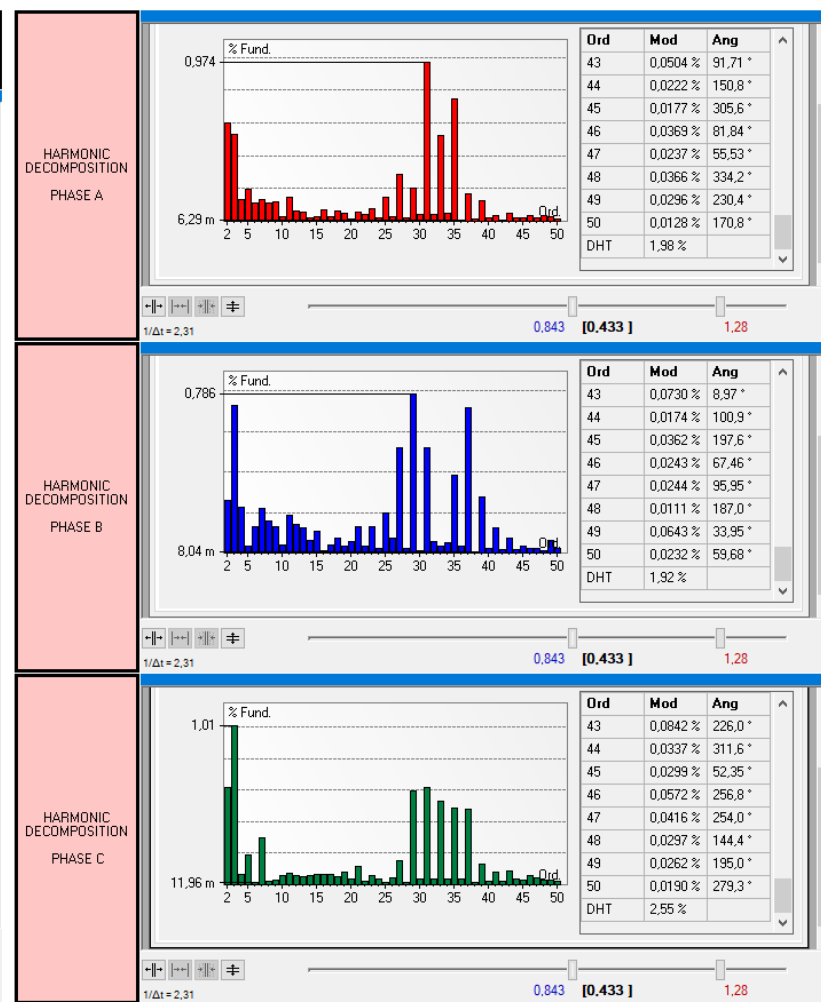 HARMONIC
DECOMPOSITION
PHASE A
% Fund.
0,974
6,29 m
Ord.
2 5 10 15 20 25 30 35 40 45 50
Ord Mod Ang
43 0,0504 % 91,71 °
44 0,0222 % 150,8 °
45 0,0177 % 305,6 °
46 0,0369 % 81,84 °
47 0,0237 % 55,53 °
48 0,0366 % 334,2 °
49 0,0296 % 230,4 °
50 0,0128 % 170,8 °
DHT 1,98 %
1/Δt = 2,31
0,843 [0,433 ] 1,28
HARMONIC
DECOMPOSITION
PHASE B
% Fund.
0,786
8,04 m
Ord.
2 5 10 15 20 25 30 35 40 45 50
Ord Mod Ang
43 0,0730 % 8,97 °
44 0,0174 % 100,9 °
45 0,0362 % 197,6 °
46 0,0243 % 67,46 °
47 0,0244 % 95,95 °
48 0,0111 % 187,0 °
49 0,0643 % 33,95 °
50 0,0232 % 59,68 °
DHT 1,92 %
1/Δt = 2,31
0,843 [0,433 ] 1,28
HARMONIC
DECOMPOSITION
PHASE C
% Fund.
1,01
11,96 m
Ord.
2 5 10 15 20 25 30 35 40 45 50
Ord Mod Ang
43 0,0842 % 226,0 °
44 0,0337 % 311,6 °
45 0,0299 % 52,35 °
46 0,0572 % 256,8 °
47 0,0416 % 254,0 °
48 0,0297 % 144,4 °
49 0,0262 % 195,0 °
50 0,0190 % 279,3 °
DHT 2,55 %
1/Δt = 2,31
0,843 [0,433 ] 1,28